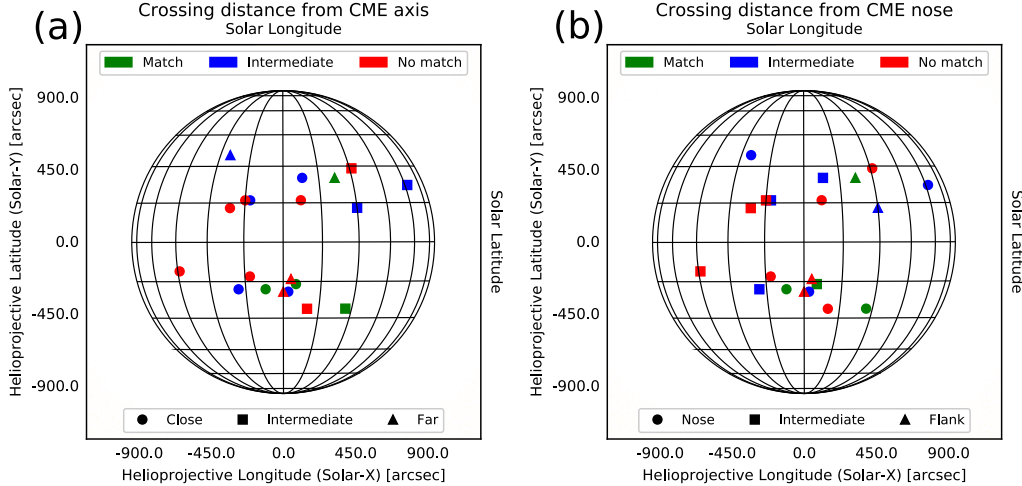 (a)
Crossing distance from CME axis
Solar Longitude
Match Intermediate No match
Helioprojective Latitude (Solar-Y) [arcsec]
900.0
450.0
0.0
-450.0
-900.0
Solar Latitude
Close Intermediate Far
-900.0 -450.0 0.0 450.0 900.0
Helioprojective Longitude (Solar-X) [arcsec]
(b)
Crossing distance from CME nose
Solar Longitude
Match Intermediate No match
Helioprojective Latitude (Solar-Y) [arcsec]
900.0
450.0
0.0
-450.0
-900.0
Solar Latitude
Nose Intermediate Flank
-900.0 -450.0 0.0 450.0 900.0
Helioprojective Longitude (Solar-X) [arcsec]